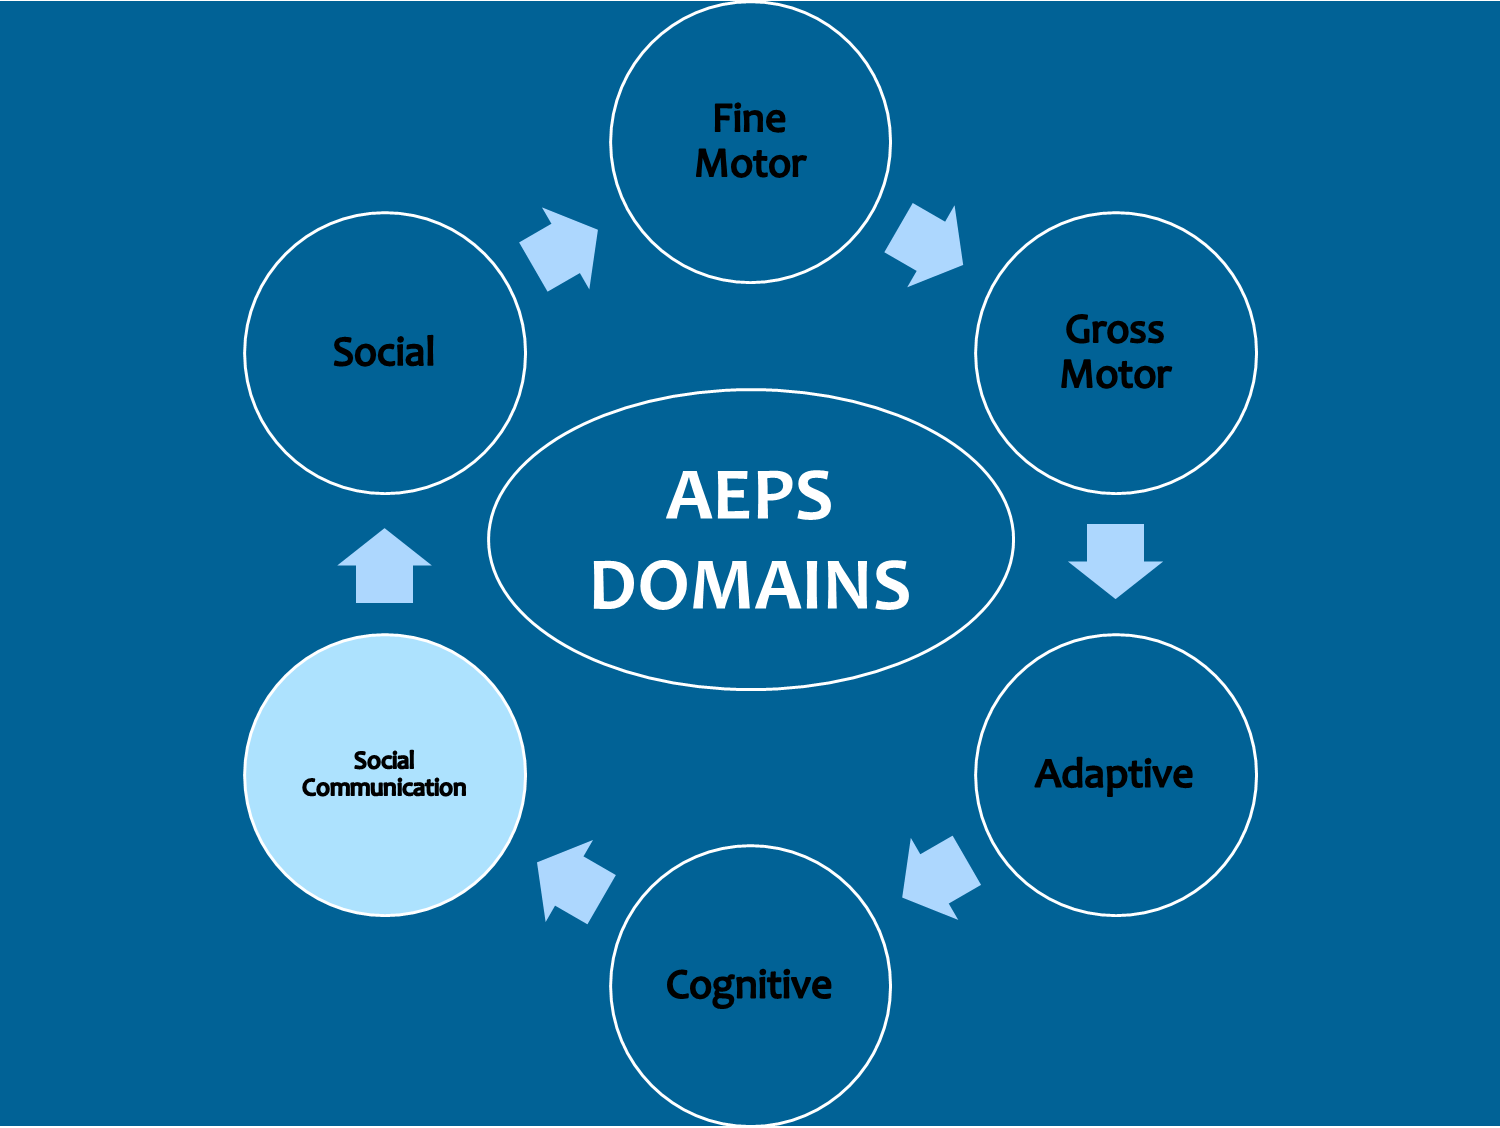 Fine
Motor
Gross
Motor
Social
AEPS
DOMAINS
Adaptive
Social
Communication
Cognitive